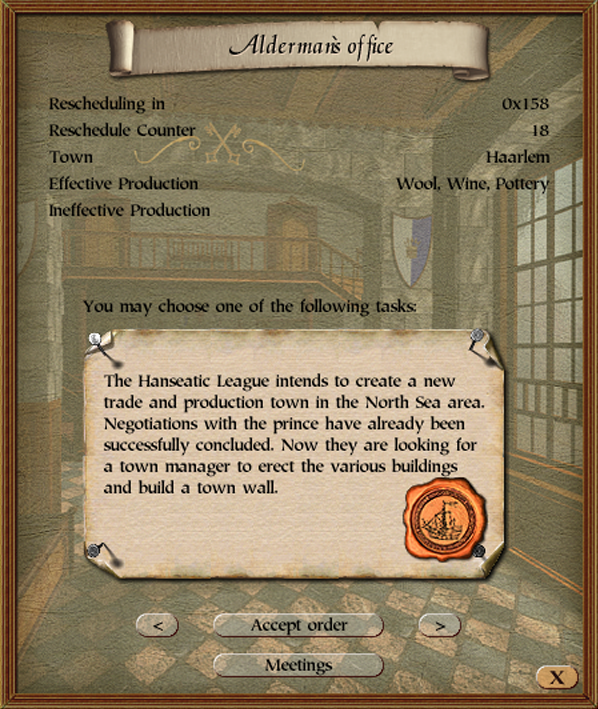 Alderman's office
Rescheduling in 0x158
Reschedule Counter 18
Town Haarlem
Effective Production Wool, Wine, Pottery
Ineffective Production
You may choose one of the following tasks:
The Hanseatic League intends to create a new
trade and production town in the North Sea area.
Negotiations with the prince have already been
successfully concluded. Now they are looking for
a town manager to erect the various buildings
and build a town wall.
< Accept order >
Meetings
X